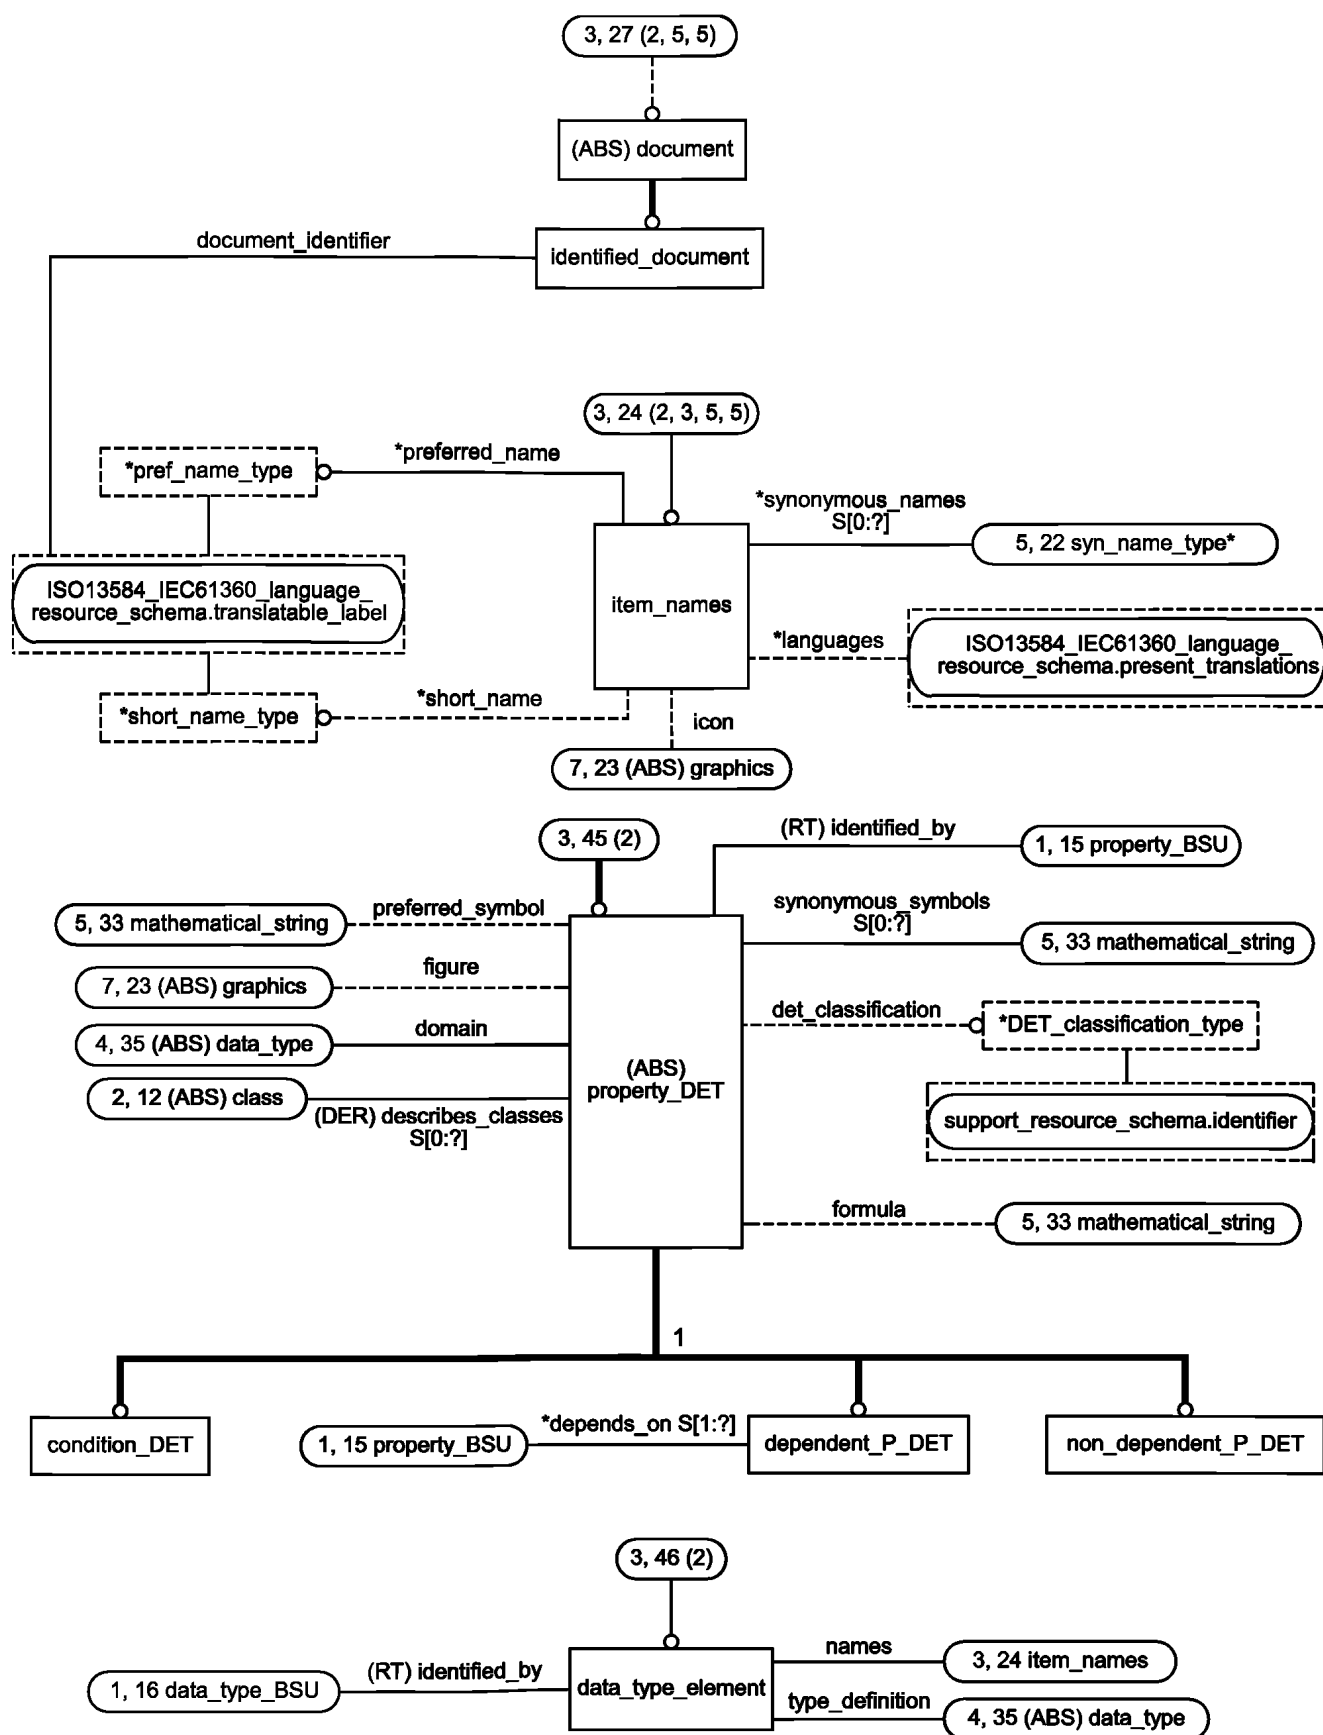 3, 27 (2, 5, 5)
(ABS) document
document_identifier
identified_document
3, 24 (2, 3, 5, 5)
*pref_name_type
*preferred_name
*synonymous_names
S[0:?]
5, 22 syn_name_type*
ISO13584_IEC61360_language_
resource_schema.translatable_label
item_names
*languages
ISO13584_IEC61360_language_
resource_schema.present_translations
*short_name_type
*short_name
icon
7, 23 (ABS) graphics
3, 45 (2)
(RT) identified_by
1, 15 property_BSU
5, 33 mathematical_string
preferred_symbol
synonymous_symbols
S[0:?]
5, 33 mathematical_string
7, 23 (ABS) graphics
figure
det_classification
*DET_classification_type
4, 35 (ABS) data_type
domain
(ABS)
property_DET
2, 12 (ABS) class
(DER) describes_classes
S[0:?]
support_resource_schema.identifier
formula
5, 33 mathematical_string
1
condition_DET
1, 15 property_BSU
*depends_on S[1:?]
dependent_P_DET
non_dependent_P_DET
3, 46 (2)
1, 16 data_type_BSU
(RT) identified_by
data_type_element
names
3, 24 item_names
type_definition
4, 35 (ABS) data_type